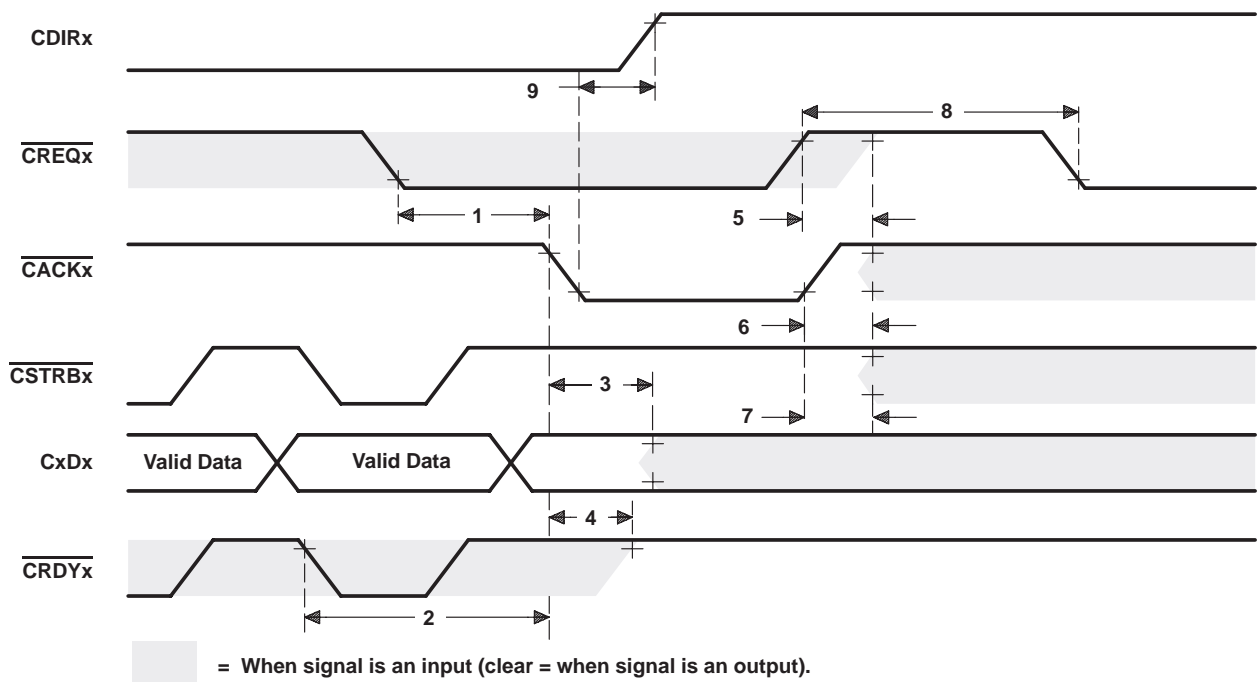 CDIRx
9
8
CREQx
1
5
CACKx
6
CSTRBx
3
7
CxDx
Valid Data
Valid Data
4
CRDYx
2
= When signal is an input (clear = when signal is an output).